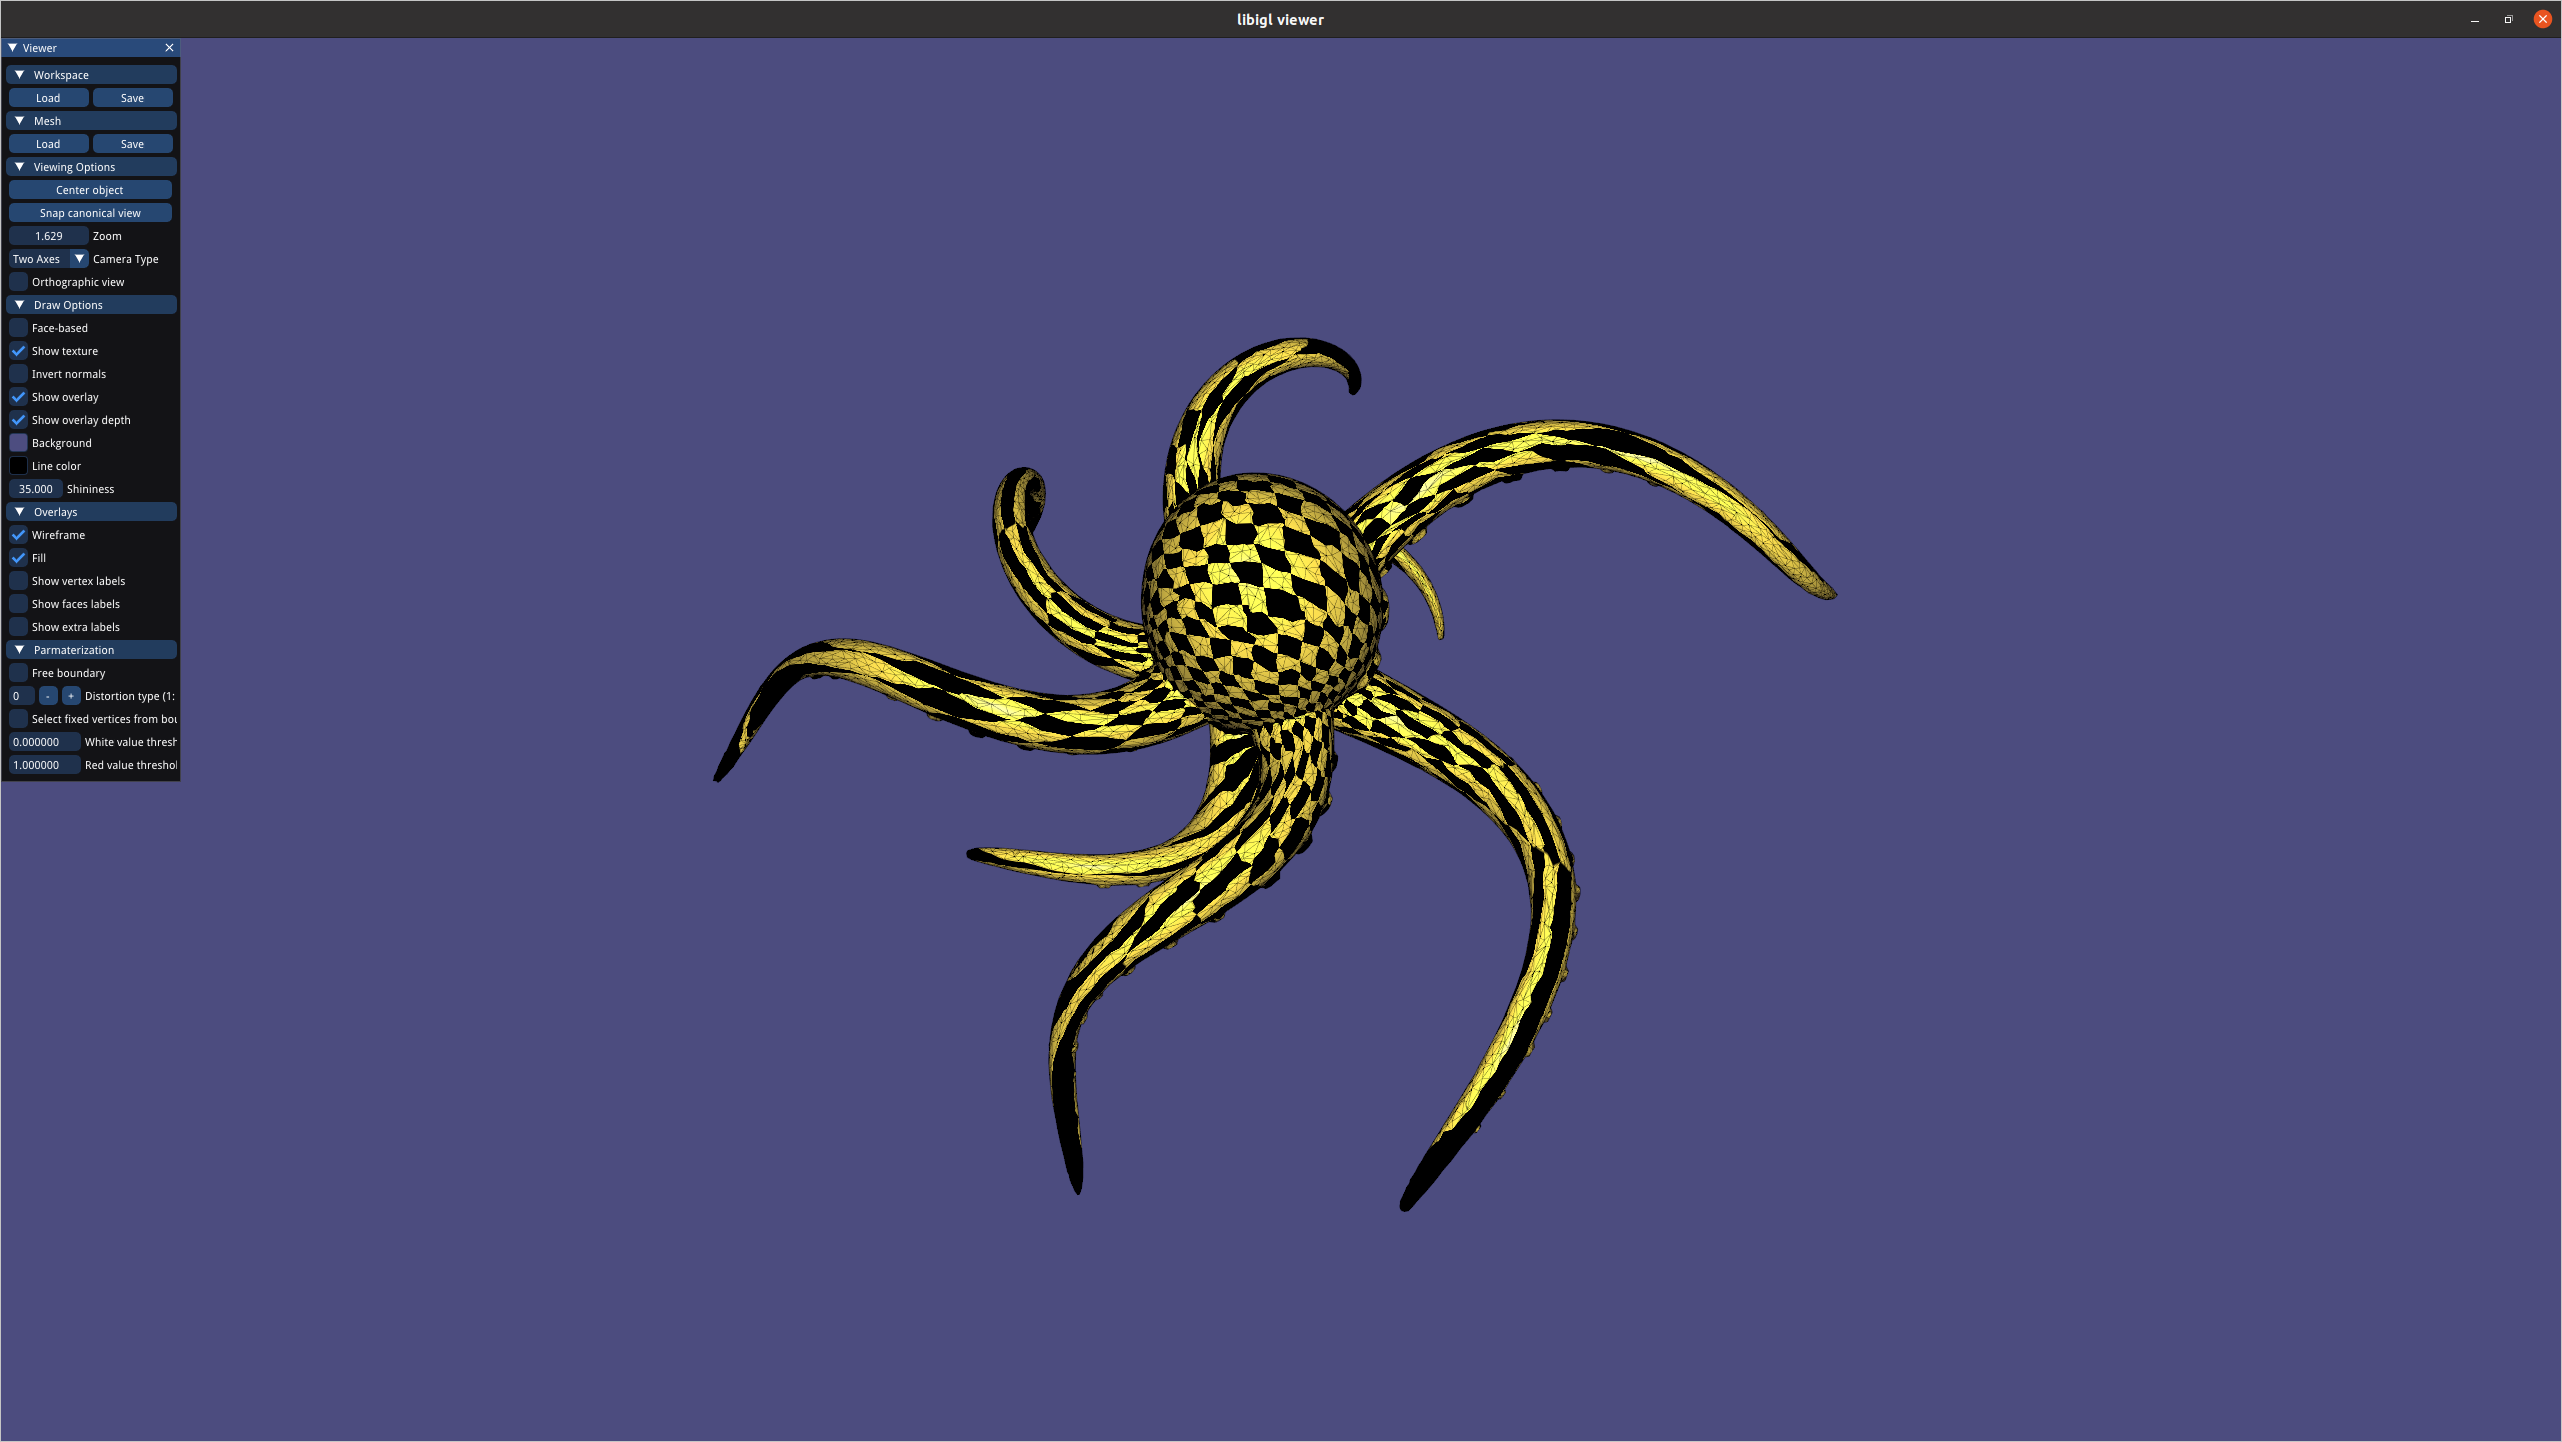 libigl viewer
Viewer
Workspace
Load Save
Mesh
Load Save
Viewing Options
Center object
Snap canonical view
1.629 Zoom
Two Axes Camera Type
Orthographic view
Draw Options
Face-based
Show texture
Invert normals
Show overlay
Show overlay depth
Background
Line color
35.000 Shininess
Overlays
Wireframe
Fill
Show vertex labels
Show faces labels
Show extra labels
Parmaterization
Free boundary
0 - + Distortion type (1:
Select fixed vertices from bou
0.000000 White value thresh
1.000000 Red value threshol